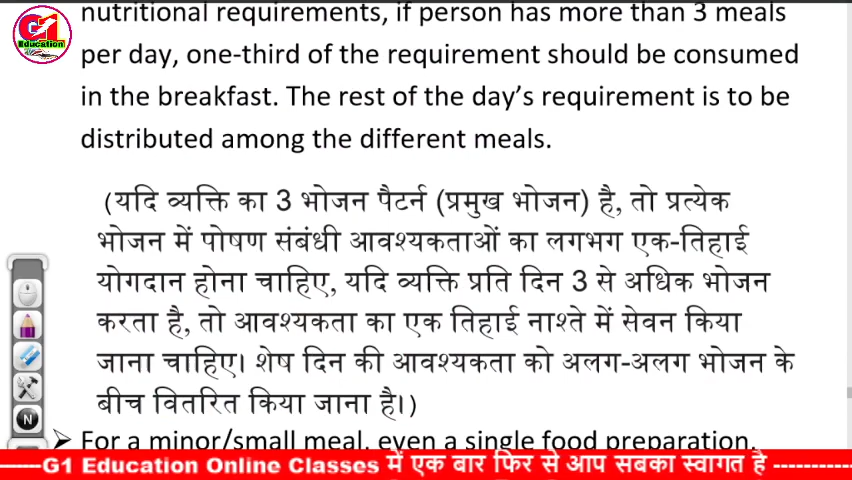 nutritional requirements, if person has more than 3 meals
per day, one-third of the requirement should be consumed
in the breakfast. The rest of the day's requirement is to be
distributed among the different meals.
(यदि व्यक्ति का 3 भोजन पैटर्न (प्रमुख भोजन) है, तो प्रत्येक
भोजन में पोषण संबंधी आवश्यकताओं का लगभग एक-तिहाई
योगदान होना चाहिए, यदि व्यक्ति प्रति दिन 3 से अधिक भोजन
करता है, तो आवश्यकता का एक तिहाई नाश्ते में सेवन किया
जाना चाहिए। शेष दिन की आवश्यकता को अलग-अलग भोजन के
बीच वितरित किया जाना है।)
For a minor/small meal, even a single food preparation,
G1
Education
N
------G1 Education Online Classes में एक बार फिर से आप सबका स्वागत है -----------